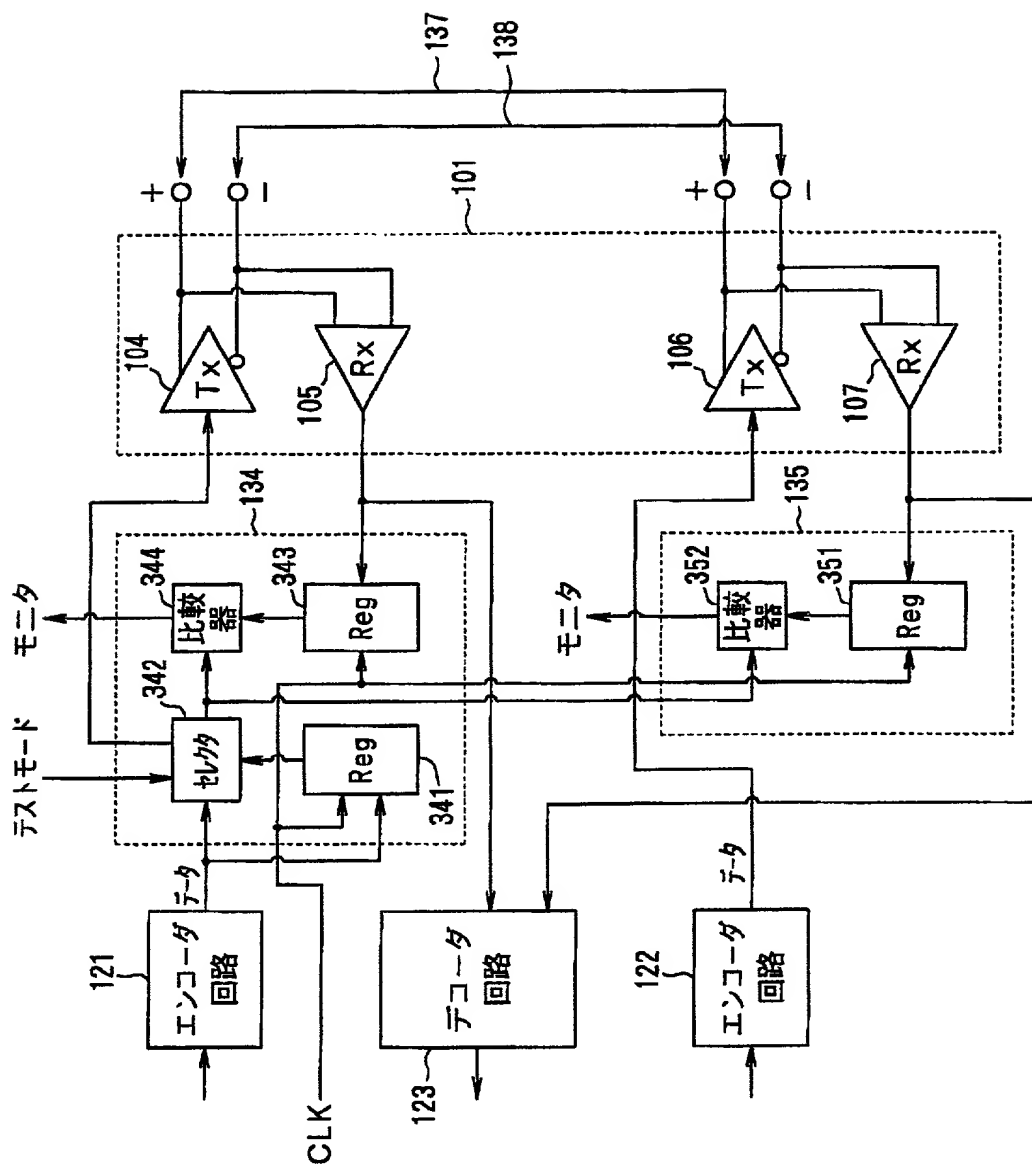 テストモード
モニタ
137
138
+
−
101
104
Tx
105
Rx
134
342
セレクタ
344
比較
器
343
Reg
Reg
341
121
エンコーダ
回路
データ
CLK
デコーダ
回路
123
モニタ
135
352
比較
器
351
Reg
106
Tx
107
Rx
+
−
122
エンコーダ
回路
データ